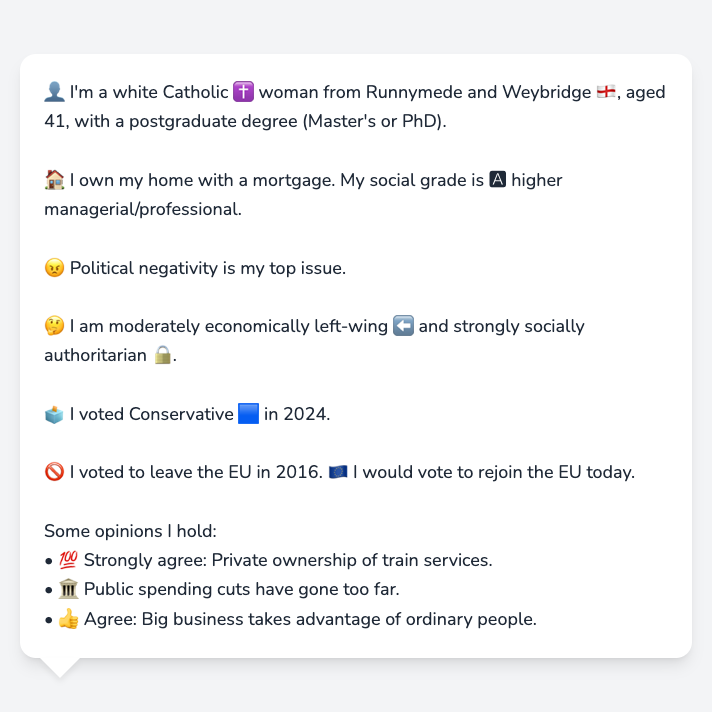 👤 I'm a white Catholic ✝️ woman from Runnymede and Weybridge 🏴󠁧󠁢󠁥󠁮󠁧󠁿, aged
41, with a postgraduate degree (Master's or PhD).
🏠 I own my home with a mortgage. My social grade is 🅰 higher
managerial/professional.
😠 Political negativity is my top issue.
🤔 I am moderately economically left-wing ⬅️ and strongly socially
authoritarian 🔒.
🗳️ I voted Conservative 🟦 in 2024.
🚫 I voted to leave the EU in 2016. 🇪🇺 I would vote to rejoin the EU today.
Some opinions I hold:
• 💯 Strongly agree: Private ownership of train services.
• 🏛️ Public spending cuts have gone too far.
• 👍 Agree: Big business takes advantage of ordinary people.